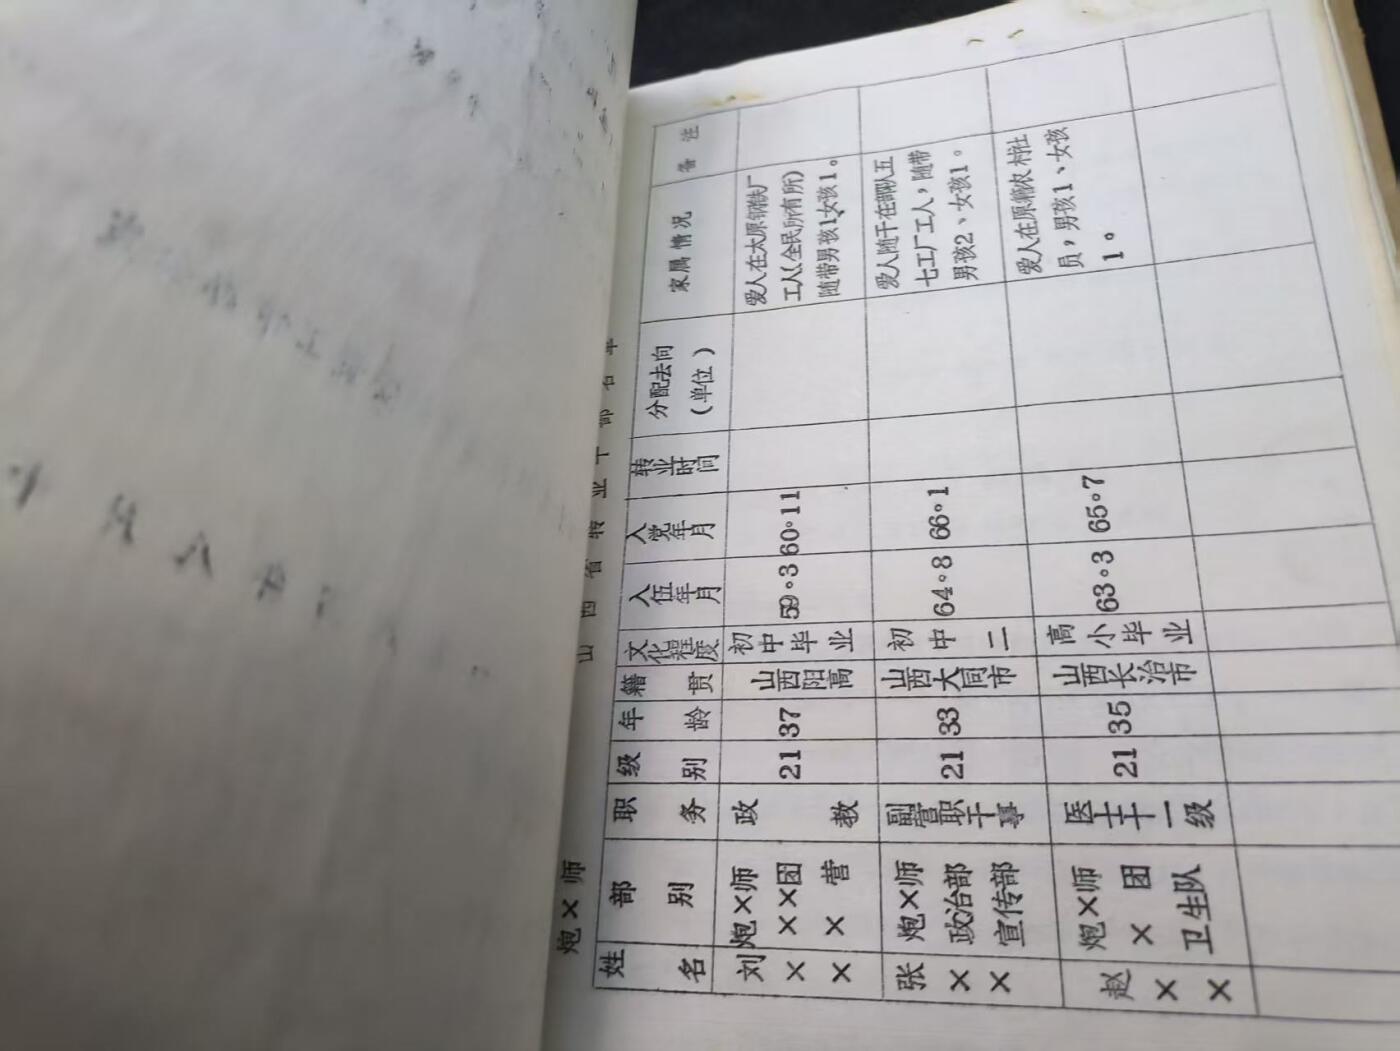 山西省转业干部名单
炮×师
姓名 部别 职务 级别 年龄 籍贯 文化程度 入伍年月 入党年月 转业时间 分配去向(单位) 家属情况 备注
刘×× 炮×师××团×营 政教 21 37 山西阳高 初中毕业 59·3 60·11 爱人在太原钢铁厂工人(全民所有所)随带男孩1、女孩1。
张×× 炮×师政治部宣传部 副营职干事 21 33 山西大同市 初中二 64·8 66·1 爱人随干在部队五七工厂工人,随带男孩2、女孩1。
赵×× 炮×师×团卫生队 医士十一级 21 35 山西长治市 高小毕业 63·3 65·7 爱人在原籍农村社员,男孩1、女孩1。